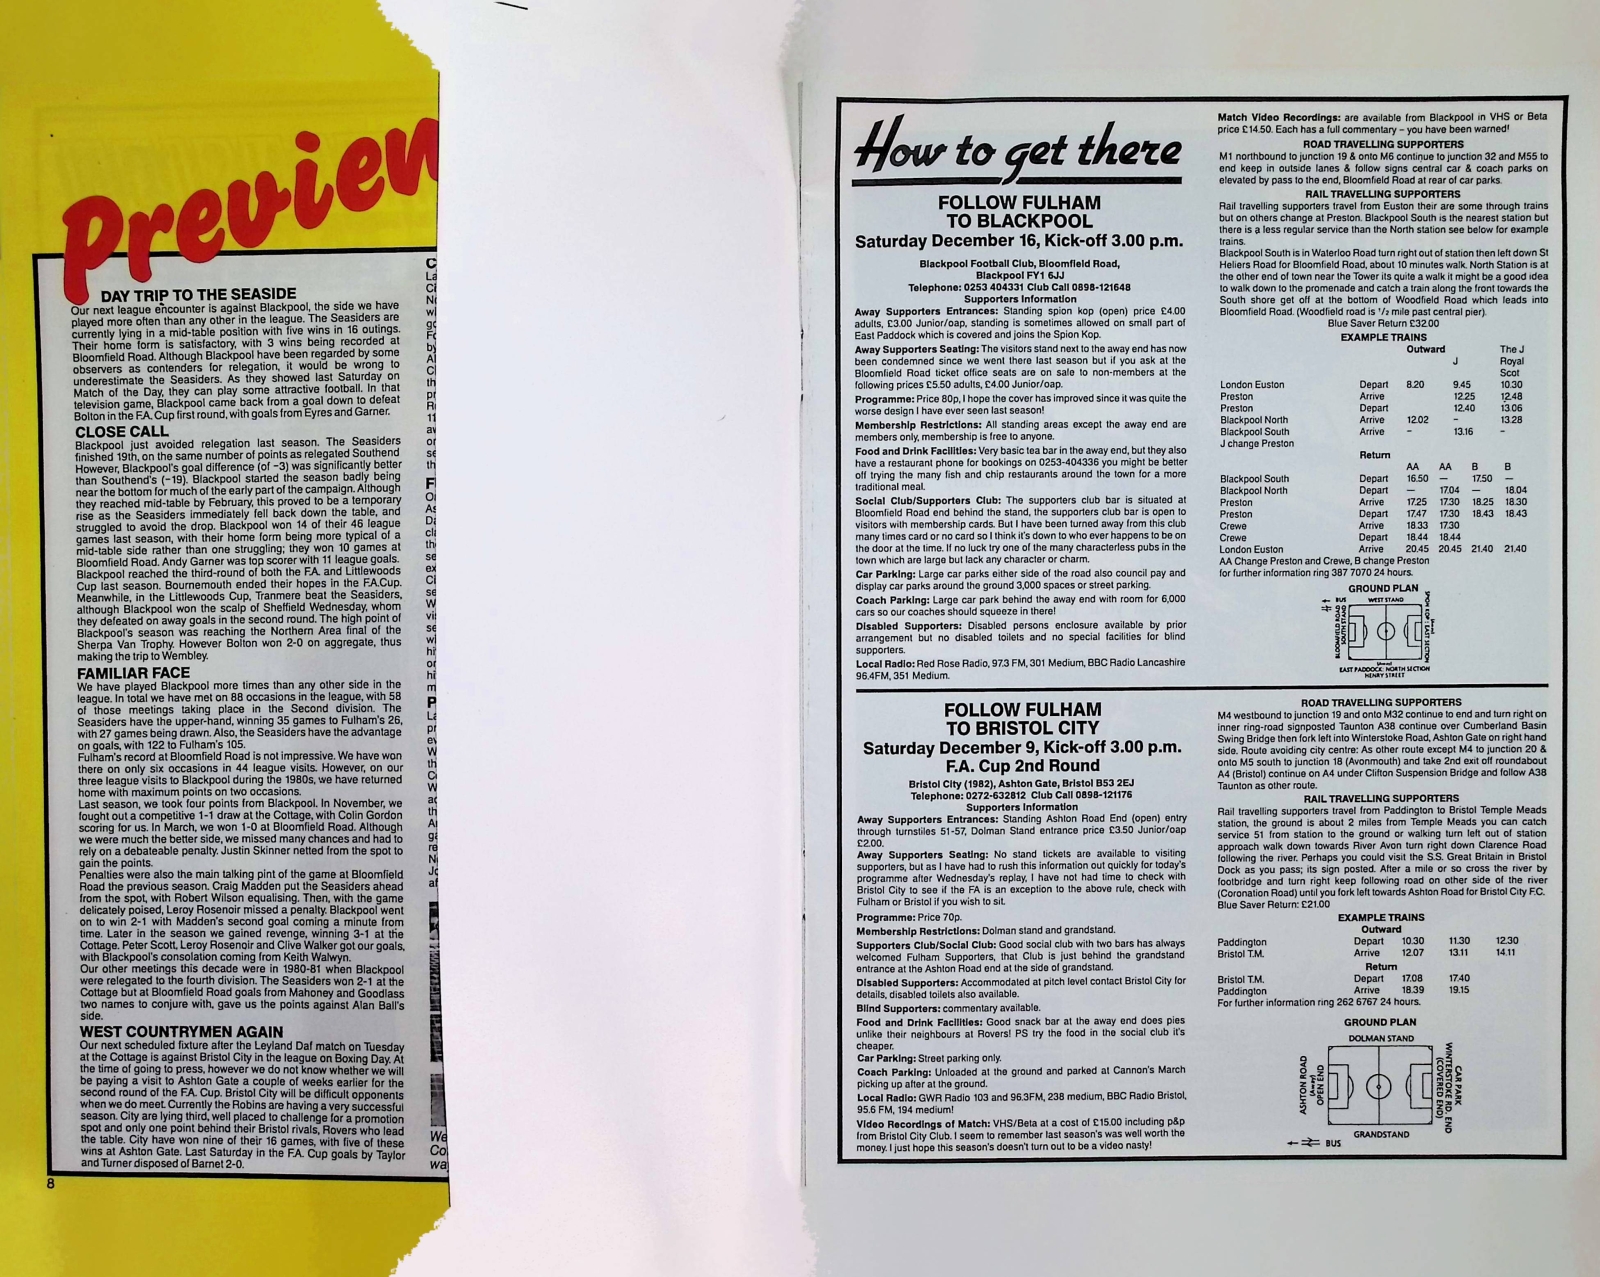 Preview
DAY TRIP TO THE SEASIDE
Our next league encounter is against Blackpool, the side we have
played more often than any other in the league. The Seasiders are
currently lying in a mid-table position with five wins in 16 outings.
Their home form is satisfactory, with 3 wins being recorded at
Bloomfield Road. Although Blackpool have been regarded by some
observers as contenders for relegation, it would be wrong to
underestimate the Seasiders. As they showed last Saturday on
Match of the Day, they can play some attractive football. In that
television game, Blackpool came back from a goal down to defeat
Bolton in the F.A. Cup first round, with goals from Eyres and Garner.
CLOSE CALL
Blackpool just avoided relegation last season. The Seasiders
finished 19th, on the same number of points as relegated Southend
However, Blackpool's goal difference (of -3) was significantly better
than Southend's (-19). Blackpool started the season badly being
near the bottom for much of the early part of the campaign. Although
they reached mid-table by February, this proved to be a temporary
rise as the Seasiders immediately fell back down the table, and
struggled to avoid the drop. Blackpool won 14 of their 46 league
games last season, with their home form being more typical of a
mid-table side rather than one struggling; they won 10 games at
Bloomfield Road. Andy Garner was top scorer with 11 league goals.
Blackpool reached the third-round of both the F.A. and Littlewoods
Cup last season. Bournemouth ended their hopes in the F.A.Cup.
Meanwhile, in the Littlewoods Cup, Tranmere beat the Seasiders,
although Blackpool won the scalp of Sheffield Wednesday, whom
they defeated on away goals in the second round. The high point of
Blackpool's season was reaching the Northern Area final of the
Sherpa Van Trophy. However Bolton won 2-0 on aggregate, thus
making the trip to Wembley.
FAMILIAR FACE
We have played Blackpool more times than any other side in the
league. In total we have met on 88 occasions in the league, with 58
of those meetings taking place in the Second division. The
Seasiders have the upper-hand, winning 35 games to Fulham's 26,
with 27 games being drawn. Also, the Seasiders have the advantage
on goals, with 122 to Fulham's 105.
Fulham's record at Bloomfield Road is not impressive. We have won
there on only six occasions in 44 league visits. However, on our
three league visits to Blackpool during the 1980s, we have returned
home with maximum points on two occasions.
Last season, we took four points from Blackpool. In November, we
fought out a competitive 1-1 draw at the Cottage, with Colin Gordon
scoring for us. In March, we won 1-0 at Bloomfield Road. Although
we were much the better side, we missed many chances and had to
rely on a debateable penalty. Justin Skinner netted from the spot to
gain the points.
Penalties were also the main talking pint of the game at Bloomfield
Road the previous season. Craig Madden put the Seasiders ahead
from the spot, with Robert Wilson equalising. Then, with the game
delicately poised, Leroy Rosenoir missed a penalty. Blackpool went
on to win 2-1 with Madden's second goal coming a minute from
time. Later in the season we gained revenge, winning 3-1 at the
Cottage. Peter Scott, Leroy Rosenoir and Clive Walker got our goals,
with Blackpool's consolation coming from Keith Walwyn.
Our other meetings this decade were in 1980-81 when Blackpool
were relegated to the fourth division. The Seasiders won 2-1 at the
Cottage but at Bloomfield Road goals from Mahoney and Goodlass
two names to conjure with, gave us the points against Alan Ball's
side.
WEST COUNTRYMEN AGAIN
Our next scheduled fixture after the Leyland Daf match on Tuesday
at the Cottage is against Bristol City in the league on Boxing Day. At
the time of going to press, however we do not know whether we will
be paying a visit to Ashton Gate a couple of weeks earlier for the
second round of the F.A. Cup. Bristol City will be difficult opponents
when we do meet. Currently the Robins are having a very successful
season. City are lying third, well placed to challenge for a promotion
spot and only one point behind their Bristol rivals, Rovers who lead
the table. City have won nine of their 16 games, with five of these
wins at Ashton Gate. Last Saturday in the F.A. Cup goals by Taylor
and Turner disposed of Barnet 2-0.
8
We
Co
wa
How to get there
FOLLOW FULHAM
TO BLACKPOOL
Saturday December 16, Kick-off 3.00 p.m.
Blackpool Football Club, Bloomfield Road,
Blackpool FY1 6JJ
Telephone: 0253 404331 Club Call 0898-121648
Supporters Information
Away Supporters Entrances: Standing spion kop (open) price £4.00
adults, £3.00 Junior/oap, standing is sometimes allowed on small part of
East Paddock which is covered and joins the Spion Kop.
Away Supporters Seating: The visitors stand next to the away end has now
been condemned since we went there last season but if you ask at the
Bloomfield Road ticket office seats are on sale to non-members at the
following prices £5.50 adults, £4.00 Junior/oap.
Programme: Price 80p, I hope the cover has improved since it was quite the
worse design I have ever seen last season!
Membership Restrictions: All standing areas except the away end are
members only, membership is free to anyone.
Food and Drink Facilities: Very basic tea bar in the away end, but they also
have a restaurant phone for bookings on 0253-404336 you might be better
off trying the many fish and chip restaurants around the town for a more
traditional meal.
Social Club/Supporters Club: The supporters club bar is situated at
Bloomfield Road end behind the stand, the supporters club bar is open to
visitors with membership cards. But I have been turned away from this club
many times card or no card so I think it's down to who ever happens to be on
the door at the time. If no luck try one of the many characterless pubs in the
town which are large but lack any character or charm.
Car Parking: Large car parks either side of the road also council pay and
display car parks around the ground 3,000 spaces or street parking.
Coach Parking: Large car park behind the away end with room for 6,000
cars so our coaches should squeeze in there!
Disabled Supporters: Disabled persons enclosure available by prior
arrangement but no disabled toilets and no special facilities for blind
supporters.
Local Radio: Red Rose Radio, 97.3 FM, 301 Medium, BBC Radio Lancashire
96.4FM, 351 Medium.
Match Video Recordings: are available from Blackpool in VHS or Beta
price £14.50. Each has a full commentary – you have been warned!
ROAD TRAVELLING SUPPORTERS
M1 northbound to junction 19 & onto M6 continue to junction 32 and M55 to
end keep in outside lanes & follow signs central car & coach parks on
elevated by pass to the end, Bloomfield Road at rear of car parks.
RAIL TRAVELLING SUPPORTERS
Rail travelling supporters travel from Euston their are some through trains
but on others change at Preston. Blackpool South is the nearest station but
there is a less regular service than the North station see below for example
trains.
Blackpool South is in Waterloo Road turn right out of station then left down St
Heliers Road for Bloomfield Road, about 10 minutes walk. North Station is at
the other end of town near the Tower its quite a walk it might be a good idea
to walk down to the promenade and catch a train along the front towards the
South shore get off at the bottom of Woodfield Road which leads into
Bloomfield Road. (Woodfield road is 1/2 mile past central pier).
Blue Saver Return £32.00
EXAMPLE TRAINS
Outward The J
J Royal
Scot
London Euston Depart 8.20 9.45 10.30
Preston Arrive 12.25 12.48
Preston Depart 12.40 13.06
Blackpool North Arrive 12.02 – 13.28
Blackpool South Arrive – 13.16 –
J change Preston
Return
AA AA B B
Blackpool South Depart 16.50 — 17.50 —
Blackpool North Depart — 17.04 — 18.04
Preston Arrive 17.25 17.30 18.25 18.30
Preston Depart 17.47 17.30 18.43 18.43
Crewe Arrive 18.33 17.30
Crewe Depart 18.44 18.44
London Euston Arrive 20.45 20.45 21.40 21.40
AA Change Preston and Crewe, B change Preston
for further information ring 387 7070 24 hours.
GROUND PLAN
BUS
WEST STAND
BLOOMFIELD ROAD
SOUTH STAND
SPION KOP / EAST SECTION
(Away)
(Away)
EAST PADDOCK: NORTH SECTION
HENRY STREET
FOLLOW FULHAM
TO BRISTOL CITY
Saturday December 9, Kick-off 3.00 p.m.
F.A. Cup 2nd Round
Bristol City (1982), Ashton Gate, Bristol B53 2EJ
Telephone: 0272-632812 Club Call 0898-121176
Supporters Information
Away Supporters Entrances: Standing Ashton Road End (open) entry
through turnstiles 51-57, Dolman Stand entrance price £3.50 Junior/oap
£2.00.
Away Supporters Seating: No stand tickets are available to visiting
supporters, but as I have had to rush this information out quickly for today's
programme after Wednesday's replay, I have not had time to check with
Bristol City to see if the FA is an exception to the above rule, check with
Fulham or Bristol if you wish to sit.
Programme: Price 70p.
Membership Restrictions: Dolman stand and grandstand.
Supporters Club/Social Club: Good social club with two bars has always
welcomed Fulham Supporters, that Club is just behind the grandstand
entrance at the Ashton Road end at the side of grandstand.
Disabled Supporters: Accommodated at pitch level contact Bristol City for
details, disabled toilets also available.
Blind Supporters: commentary available.
Food and Drink Facilities: Good snack bar at the away end does pies
unlike their neighbours at Rovers! PS try the food in the social club it's
cheaper.
Car Parking: Street parking only.
Coach Parking: Unloaded at the ground and parked at Cannon's March
picking up after at the ground.
Local Radio: GWR Radio 103 and 96.3FM, 238 medium, BBC Radio Bristol,
95.6 FM, 194 medium!
Video Recordings of Match: VHS/Beta at a cost of £15.00 including p&p
from Bristol City Club. I seem to remember last season's was well worth the
money. I just hope this season's doesn't turn out to be a video nasty!
ROAD TRAVELLING SUPPORTERS
M4 westbound to junction 19 and onto M32 continue to end and turn right on
inner ring-road signposted Taunton A38 continue over Cumberland Basin
Swing Bridge then fork left into Winterstoke Road, Ashton Gate on right hand
side. Route avoiding city centre: As other route except M4 to junction 20 &
onto M5 south to junction 18 (Avonmouth) and take 2nd exit off roundabout
A4 (Bristol) continue on A4 under Clifton Suspension Bridge and follow A38
Taunton as other route.
RAIL TRAVELLING SUPPORTERS
Rail travelling supporters travel from Paddington to Bristol Temple Meads
station, the ground is about 2 miles from Temple Meads you can catch
service 51 from station to the ground or walking turn left out of station
approach walk down towards River Avon turn right down Clarence Road
following the river. Perhaps you could visit the S.S. Great Britain in Bristol
Dock as you pass; its sign posted. After a mile or so cross the river by
footbridge and turn right keep following road on other side of the river
(Coronation Road) until you fork left towards Ashton Road for Bristol City F.C.
Blue Saver Return: £21.00
EXAMPLE TRAINS
Outward
Paddington Depart 10.30 11.30 12.30
Bristol T.M. Arrive 12.07 13.11 14.11
Return
Bristol T.M. Depart 17.08 17.40
Paddington Arrive 18.39 19.15
For further information ring 262 6767 24 hours.
GROUND PLAN
DOLMAN STAND
ASHTON ROAD
(Away)
OPEN END
CAR PARK
WINTERSTOKE RD. END
(COVERED END)
GRANDSTAND
BUS